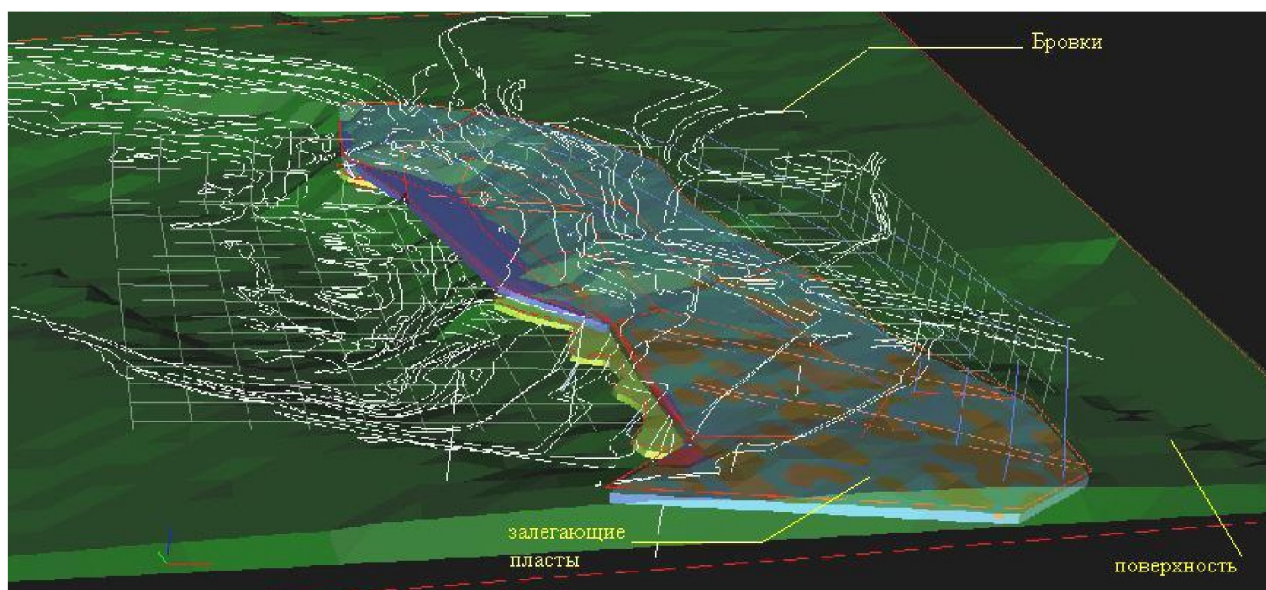 Бровки
залегающие
пласты
поверхность